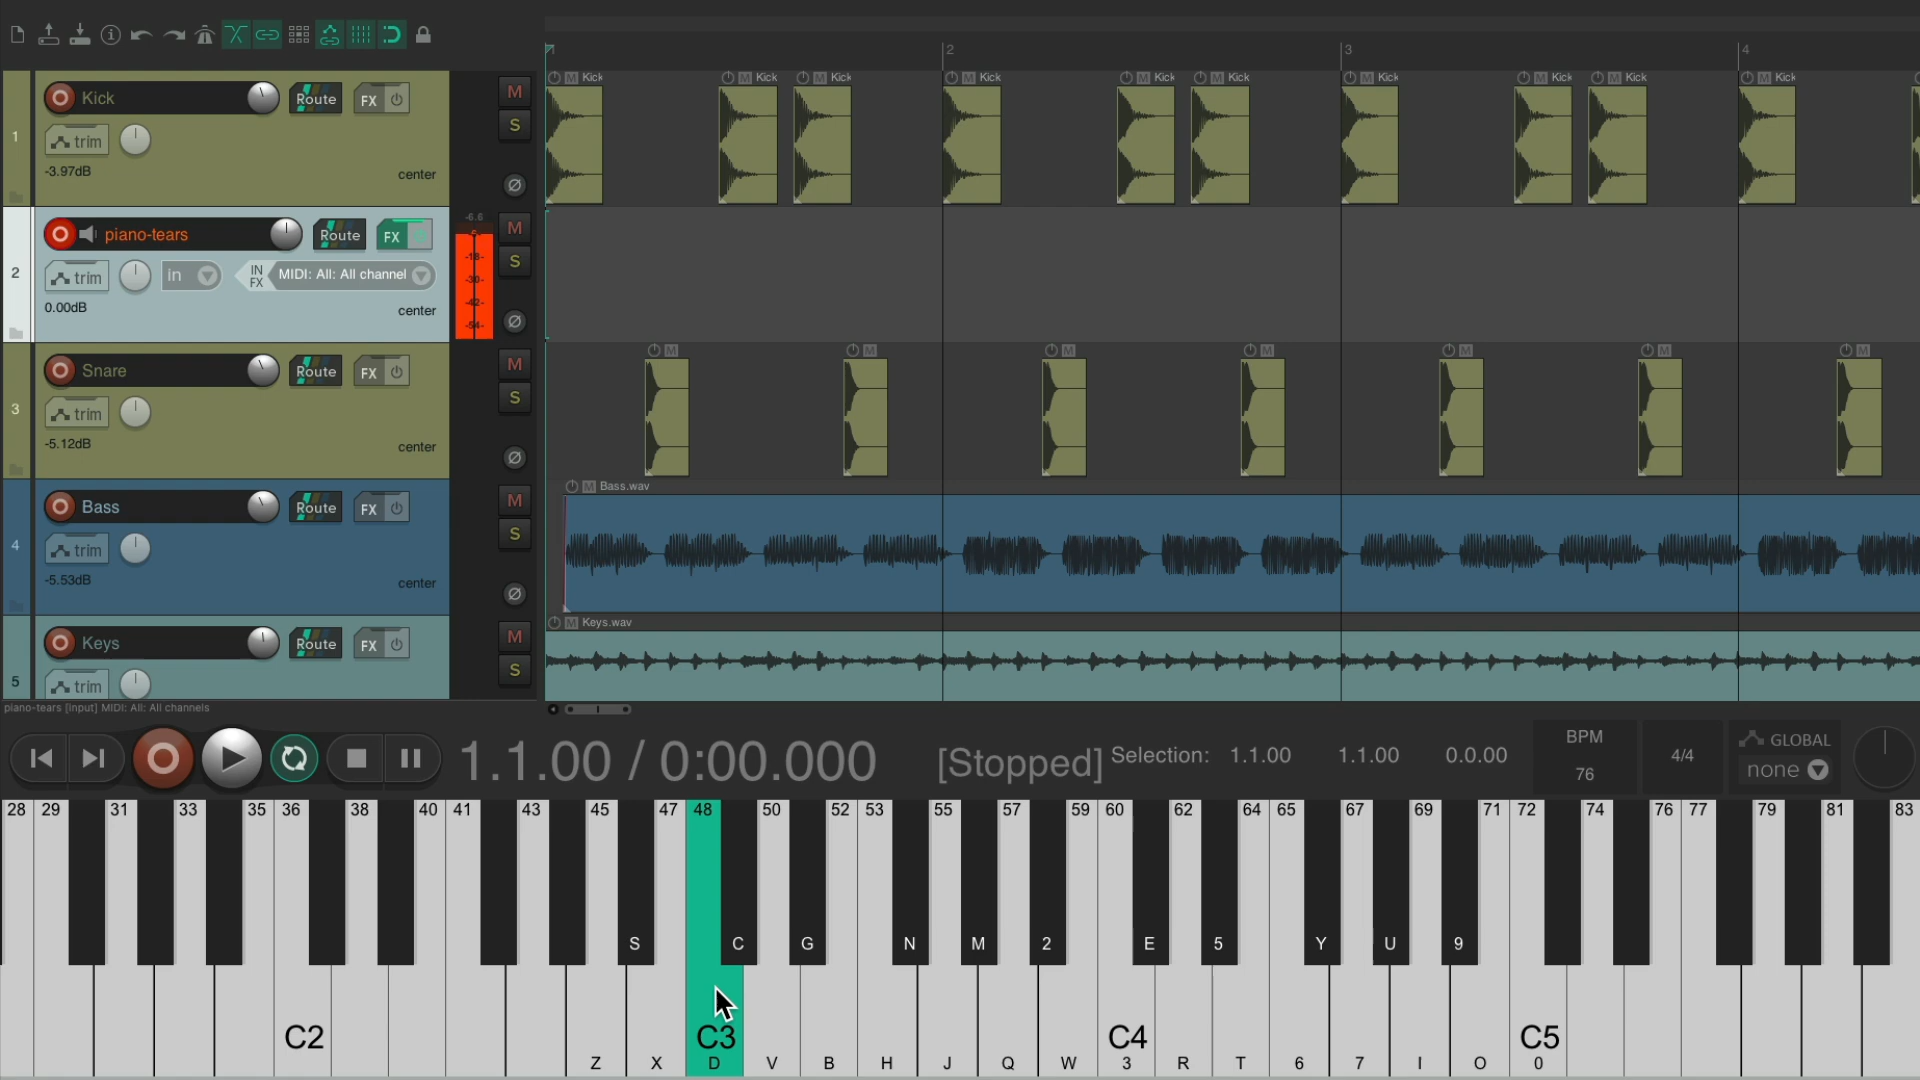 1 2 3 4
M Kick M Kick M Kick M Kick M Kick M Kick M Kick M Kick M Kick M Kick
1 Kick Route FX M
trim S
-3.97dB center
2 piano-tears Route FX -6.6 M
trim in IN FX MIDI: All: All channel -18- S
0.00dB center -30-
-42-
-54-
3 Snare Route FX M
trim S
-5.12dB center
M M M M M M M
4 Bass Route FX M
trim S
-5.53dB center
M Bass.wav
5 Keys Route FX M
trim S
M Keys.wav
piano-tears [input] MIDI: All: All channels
1.1.00 / 0:00.000 [Stopped] Selection: 1.1.00 1.1.00 0.0.00
BPM
76
4/4
GLOBAL
none
28 29 31 33 35 36 38 40 41 43 45 47 48 50 52 53 55 57 59 60 62 64 65 67 69 71 72 74 76 77 79 81 83
S C G N M 2 E 5 Y U 9
C2 C3 C4 C5
Z X D V B H J Q W 3 R T 6 7 I O 0